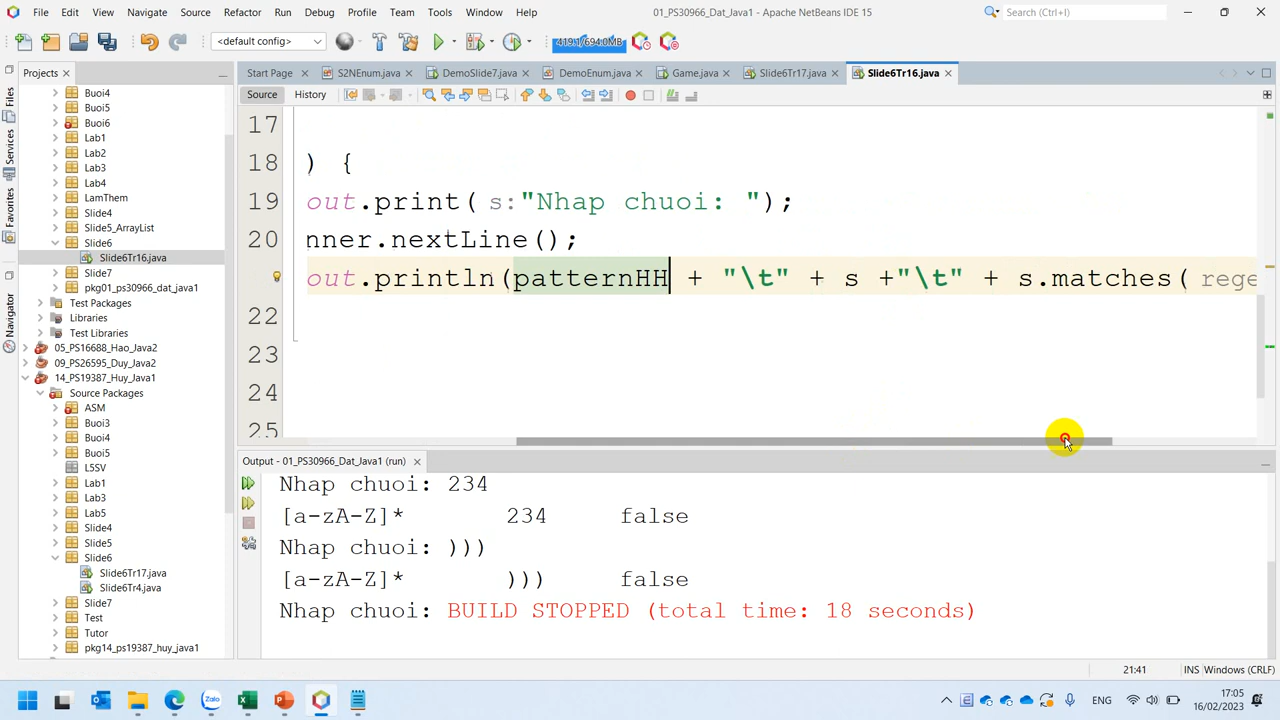 File Edit View Navigate Source Refactor Run Debug Profile Team Tools Window Help
01_PS30966_Dat_Java1 - Apache NetBeans IDE 15
Search (Ctrl+I)
<default config>
419.1/694.0MB
Projects
Start Page
S2NEnum.java
DemoSlide7.java
DemoEnum.java
Game.java
Slide6Tr17.java
Slide6Tr16.java
Source
History
Files
Services
Favorites
Navigator
Buoi4
Buoi5
Buoi6
Lab1
Lab2
Lab3
Lab4
LamThem
Slide4
Slide5_ArrayList
Slide6
Slide6Tr16.java
Slide7
pkg01_ps30966_dat_java1
Test Packages
Libraries
Test Libraries
05_PS16688_Hao_Java2
09_PS26595_Duy_Java2
14_PS19387_Huy_Java1
Source Packages
ASM
Buoi3
Buoi4
Buoi5
L5SV
Lab1
Lab3
Lab5
Slide4
Slide5
Slide6
Slide6Tr17.java
Slide6Tr4.java
Slide7
Test
Tutor
pkg14_ps19387_huy_java1
17
18 ) {
19 out.print( s:"Nhap chuoi: ");
20 nner.nextLine();
out.println(patternHH + "\t" + s +"\t" + s.matches( rege
22
23
24
25
Output - 01_PS30966_Dat_Java1 (run)
Nhap chuoi: 234
[a-zA-Z]* 234 false
Nhap chuoi: )))
[a-zA-Z]* ))) false
Nhap chuoi: BUILD STOPPED (total time: 18 seconds)
21:41
INS
Windows (CRLF)
Zalo
ENG
17:05
16/02/2023